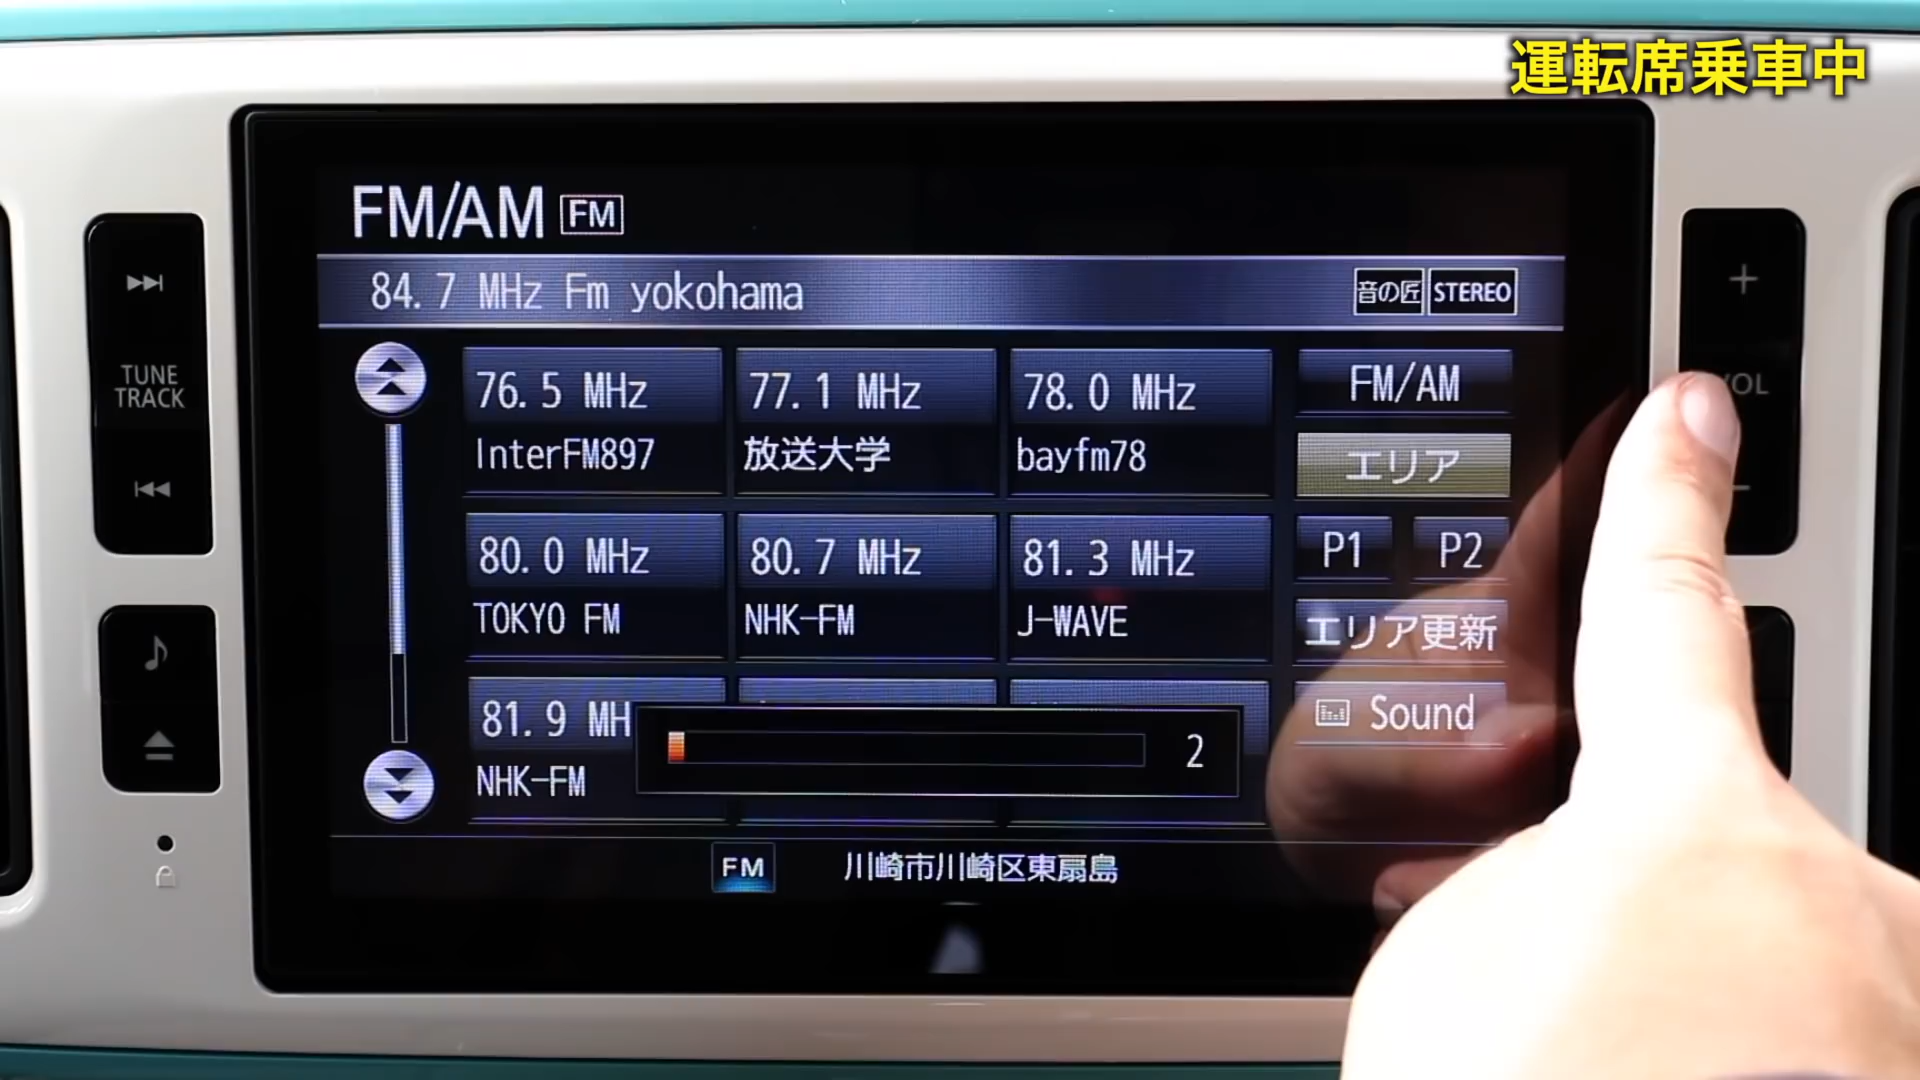 運転席乗車中
FM/AM FM
84.7 MHz Fm yokohama 音の匠 STEREO
TUNE
TRACK
VOL
76.5 MHz
InterFM897
77.1 MHz
放送大学
78.0 MHz
bayfm78
FM/AM
エリア
80.0 MHz
TOKYO FM
80.7 MHz
NHK-FM
81.3 MHz
J-WAVE
P1 P2
エリア更新
81.9 MH
NHK-FM
2
Sound
FM 川崎市川崎区東扇島